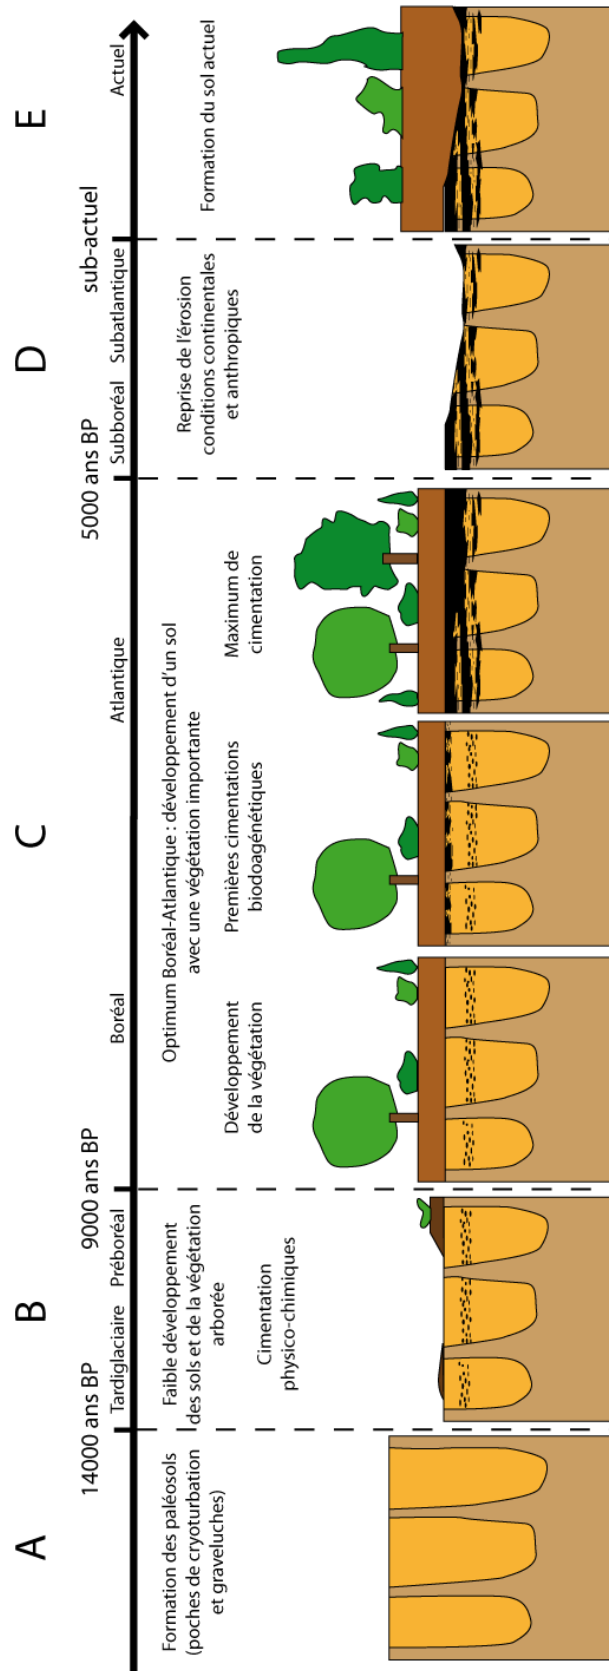 A
B
C
D
E
14000 ans BP
9000 ans BP
5000 ans BP
sub-actuel
Tardiglaciaire
Préboréal
Boréal
Atlantique
Subboréal
Subatlantique
Actuel
Formation des paléosols
(poches de cryoturbation
et graveluches)
Faible développement
des sols et de la végétation
arborée
Cimentation
physico-chimiques
Optimum Boréal-Atlantique : développement d'un sol
avec une végétation importante
Développement
de la végétation
Premières cimentations
biodoagénétiques
Maximum de
cimentation
Reprise de l'érosion
conditions continentales
et anthropiques
Formation du sol actuel